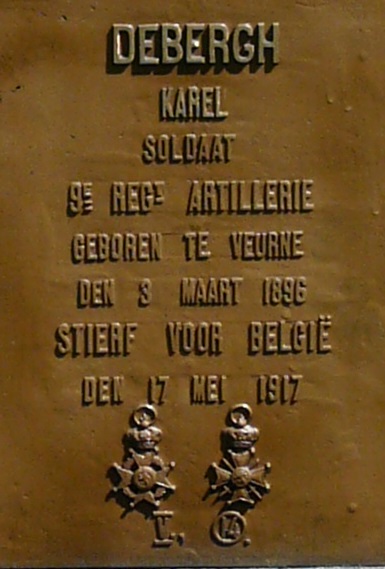 DEBERGH
KAREL
SOLDAAT
9DE REGT ARTILLERIE
GEBOREN TE VEURNE
DEN 3 MAART 1896
STIERF VOOR BELGIË
DEN 17 MEI 1917
V. 14.